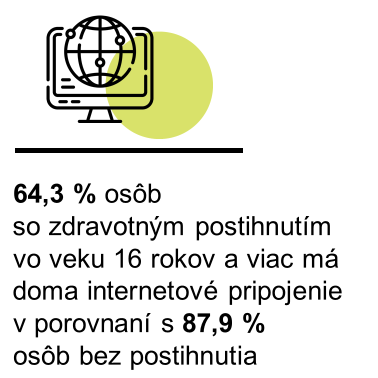 64,3 % osôb
so zdravotným postihnutím
vo veku 16 rokov a viac má
doma internetové pripojenie
v porovnaní s 87,9 %
osôb bez postihnutia